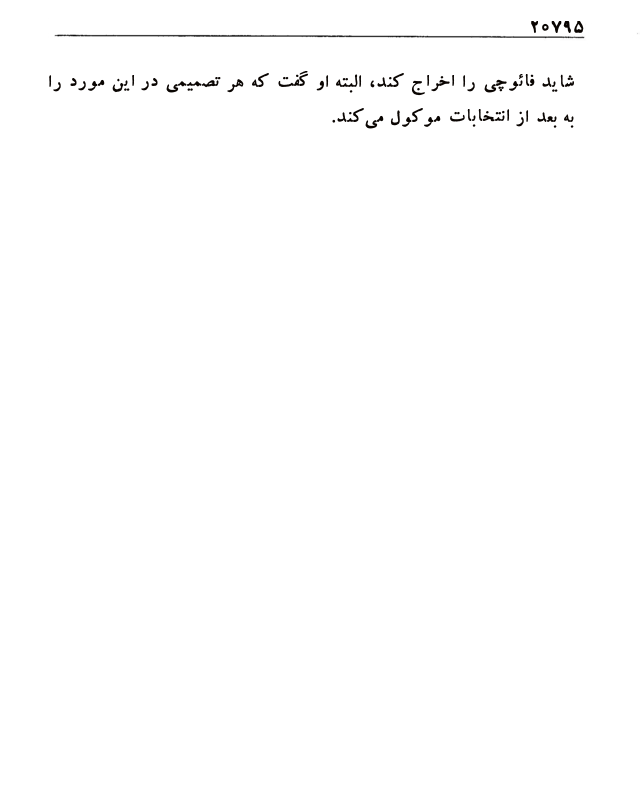 ۲۰۷۹۵
شاید فائوچی را اخراج کند، البته او گفت که هر تصمیمی در این مورد را
به بعد از انتخابات موکول می‌کند.